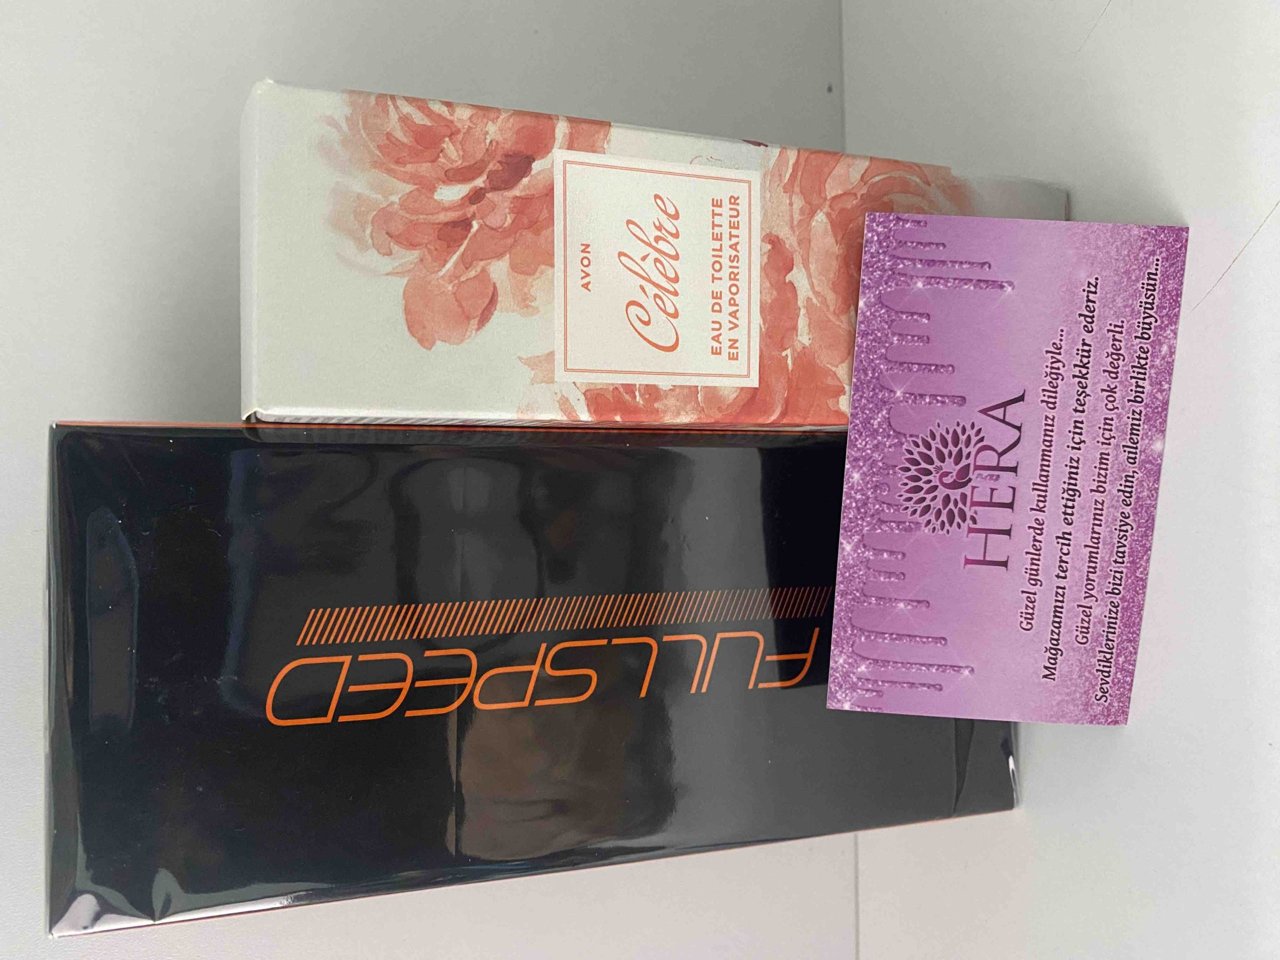 AVON
Célèbre
EAU DE TOILETTE
EN VAPORISATEUR
FULLSPEED
HERA
Güzel günlerde kullanmanız dileğiyle...
Mağazamızı tercih ettiğiniz için teşekkür ederiz.
Güzel yorumlarınız bizim için çok değerli.
Sevdiklerinize bizi tavsiye edin, ailemiz birlikte büyüsün...